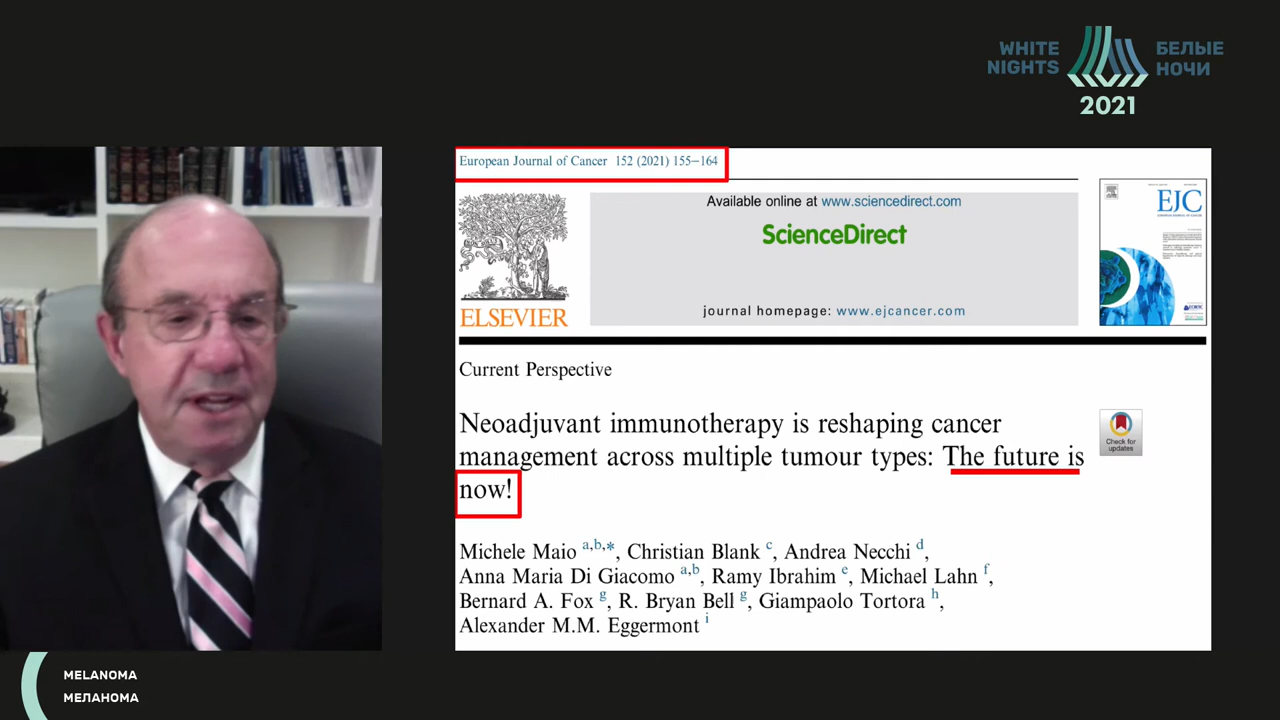 WHITE
NIGHTS
БЕЛЫЕ
НОЧИ
2021
European Journal of Cancer 152 (2021) 155–164
Available online at www.sciencedirect.com
ScienceDirect
journal homepage: www.ejcancer.com
ELSEVIER
EJC
Current Perspective
Neoadjuvant immunotherapy is reshaping cancer
management across multiple tumour types: The future is
now!
Check for
updates
Michele Maio a,b,*, Christian Blank c, Andrea Necchi d,
Anna Maria Di Giacomo a,b, Ramy Ibrahim e, Michael Lahn f,
Bernard A. Fox g, R. Bryan Bell g, Giampaolo Tortora h,
Alexander M.M. Eggermont i
MELANOMA
МЕЛАНОМА